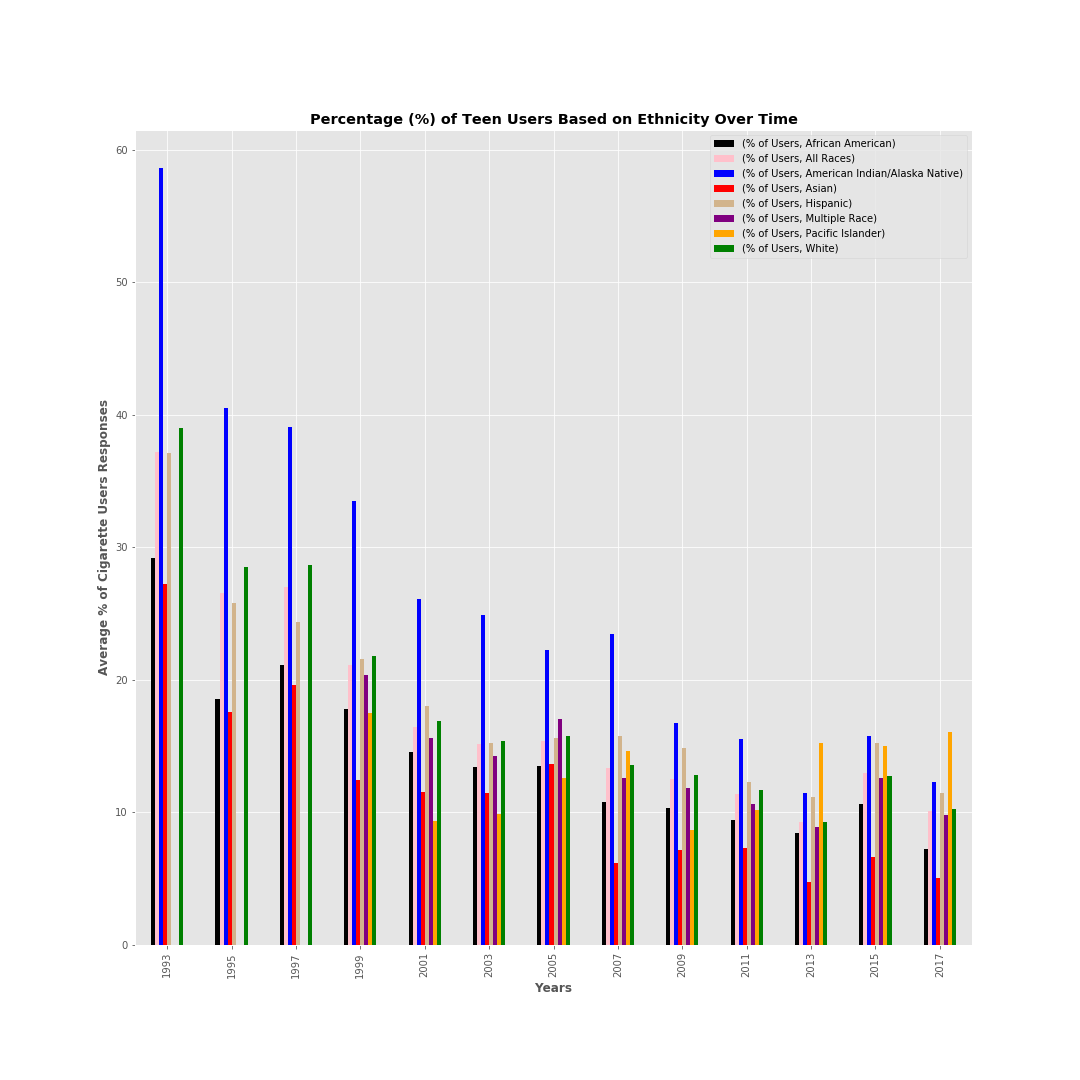 Percentage (%) of Teen Users Based on Ethnicity Over Time
(% of Users, African American)
(% of Users, All Races)
(% of Users, American Indian/Alaska Native)
(% of Users, Asian)
(% of Users, Hispanic)
(% of Users, Multiple Race)
(% of Users, Pacific Islander)
(% of Users, White)
Average % of Cigarette Users Responses
60
50
40
30
20
10
0
1993
1995
1997
1999
2001
2003
2005
2007
2009
2011
2013
2015
2017
Years